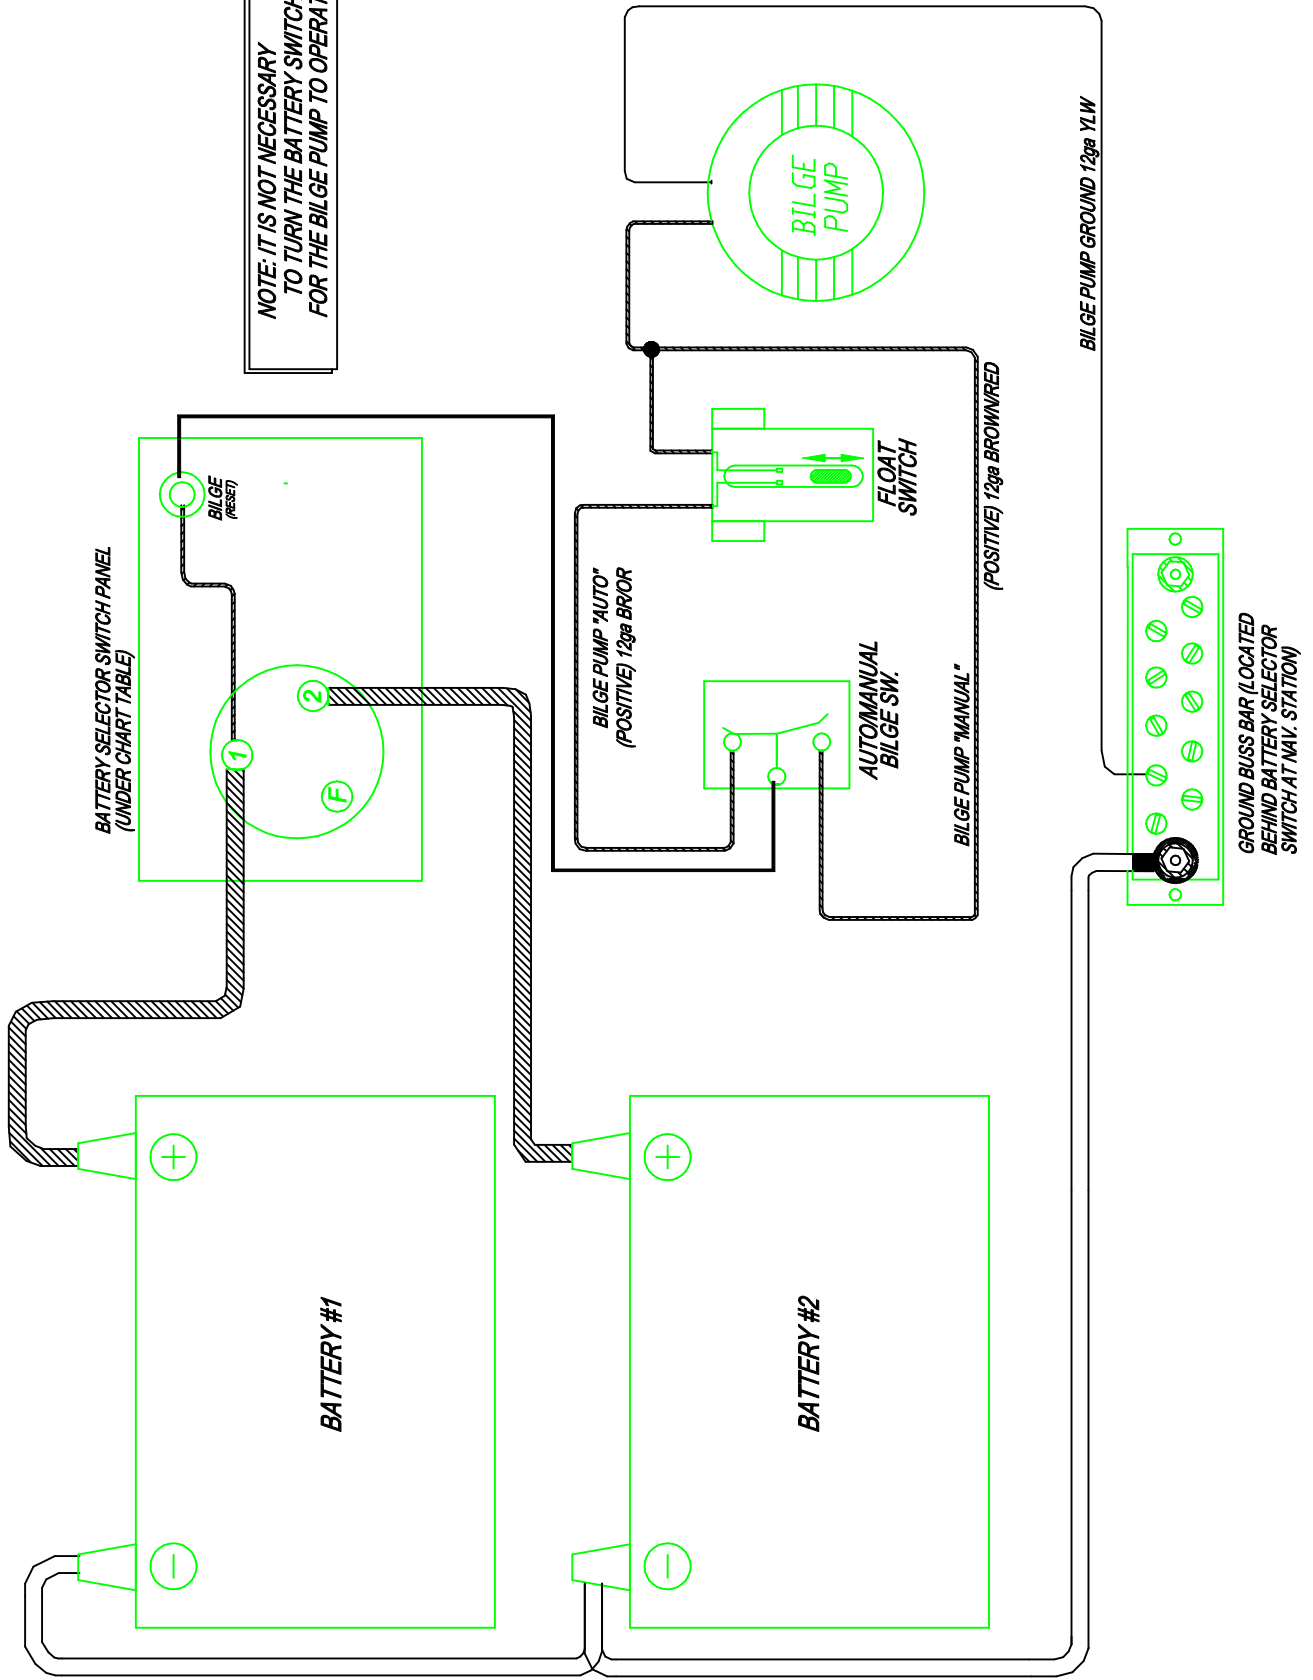 NOTE: IT IS NOT NECESSARY
TO TURN THE BATTERY SWITCH
FOR THE BILGE PUMP TO OPERAT
BATTERY SELECTOR SWITCH PANEL
(UNDER CHART TABLE)
BILGE
(RESET)
1
2
F
BILGE
PUMP
BILGE PUMP GROUND 12ga YLW
FLOAT
SWITCH
(POSITIVE) 12ga BROWN/RED
BILGE PUMP "AUTO"
(POSITIVE) 12ga BR/OR
AUTO/MANUAL
BILGE SW.
BILGE PUMP "MANUAL"
GROUND BUSS BAR (LOCATED
BEHIND BATTERY SELECTOR
SWITCH AT NAV. STATION)
+
−
BATTERY #1
+
−
BATTERY #2